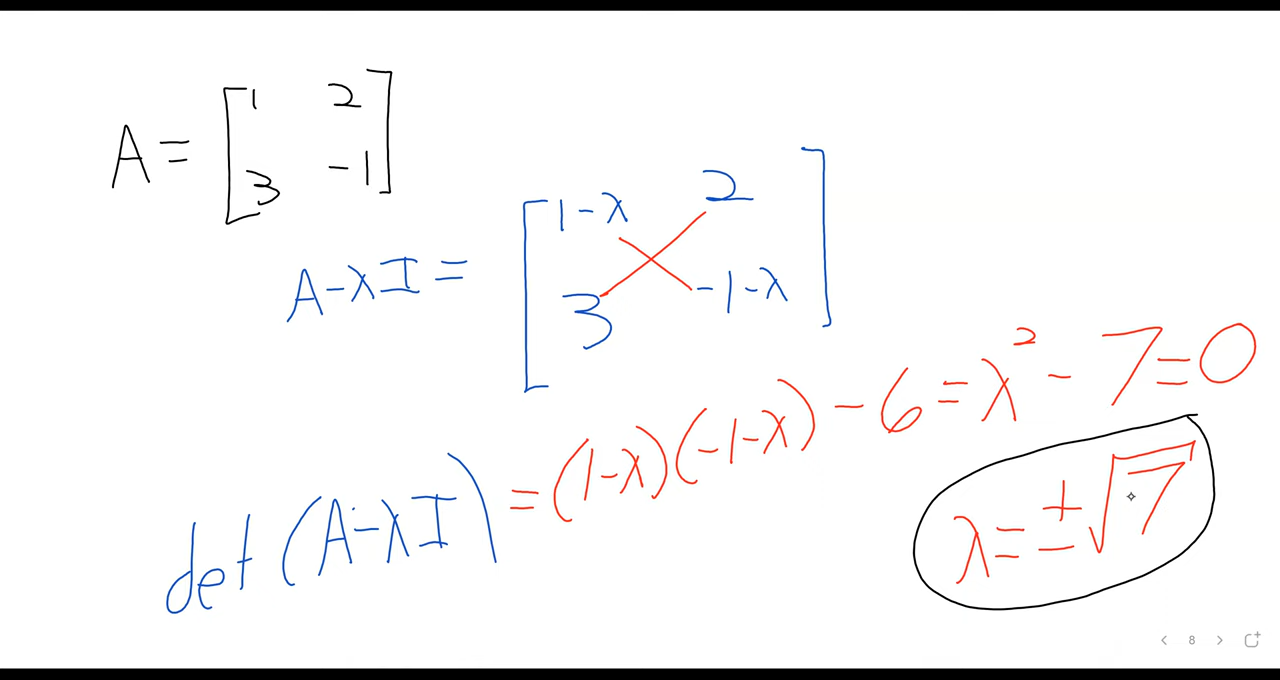 A = [1 2
3 -1]
A-λI = [1-λ 2
3 -1-λ]
det(A-λI) = (1-λ)(-1-λ) - 6 = λ² - 7 = 0
λ = ±√7
8